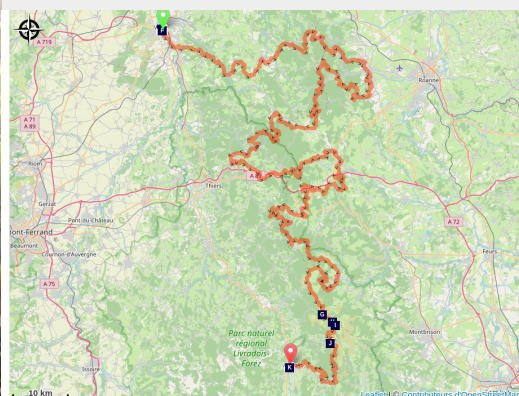 F
A 719
Roanne
A 71
A 89
Riom
Thiers
Gerzat
Pont-du-Château
A 72
ont-Ferrand
Beaumont
Cournon-d'Auvergne
Feurs
A 75
G
I
Parc naturel
régional
Livradois-
Forez
J
Montbrison
K
Issoire
10 km
Leaflet | © Contributeurs d'OpenStreetMap